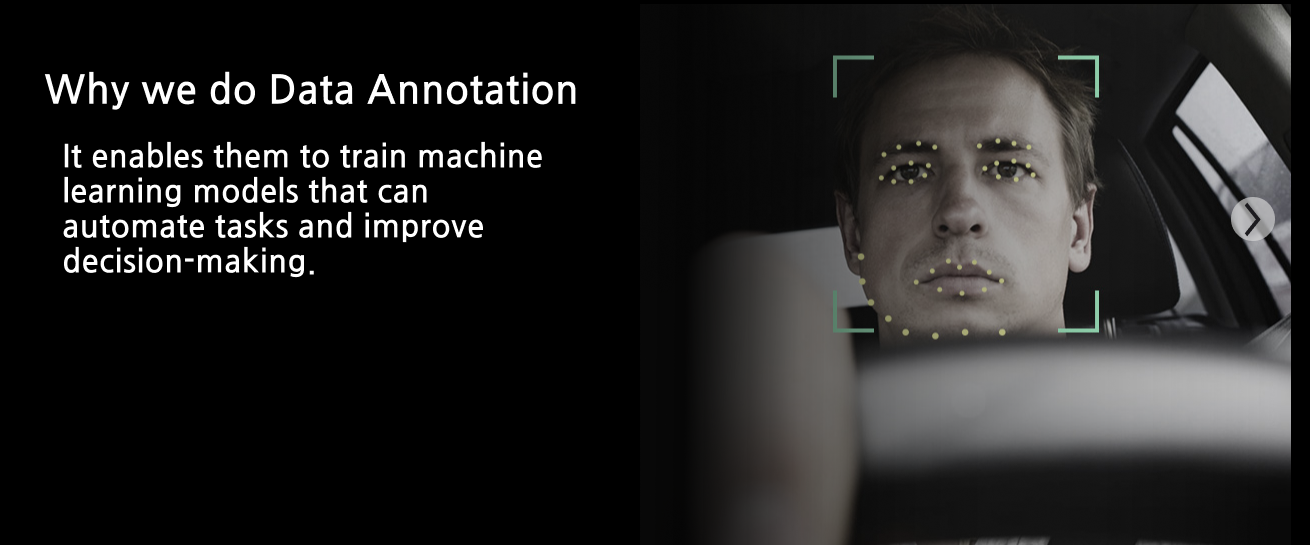 Why we do Data Annotation
It enables them to train machine
learning models that can
automate tasks and improve
decision-making.